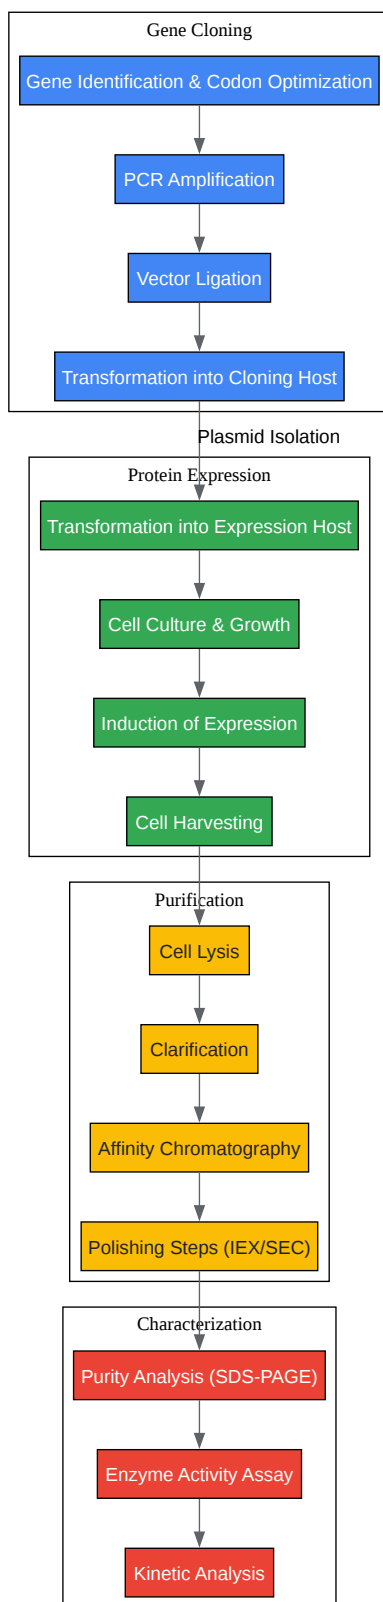 Gene Cloning
Gene Identification & Codon Optimization
PCR Amplification
Vector Ligation
Transformation into Cloning Host
Plasmid Isolation
Protein Expression
Transformation into Expression Host
Cell Culture & Growth
Induction of Expression
Cell Harvesting
Purification
Cell Lysis
Clarification
Affinity Chromatography
Polishing Steps (IEX/SEC)
Characterization
Purity Analysis (SDS-PAGE)
Enzyme Activity Assay
Kinetic Analysis